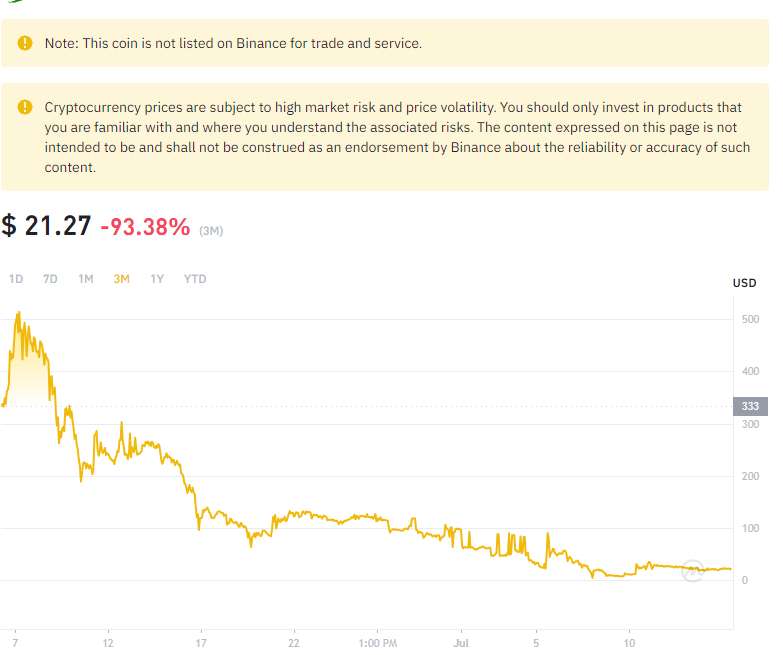 Note: This coin is not listed on Binance for trade and service.
Cryptocurrency prices are subject to high market risk and price volatility. You should only invest in products that
you are familiar with and where you understand the associated risks. The content expressed on this page is not
intended to be and shall not be construed as an endorsement by Binance about the reliability or accuracy of such
content.
$ 21.27 -93.38% (3M)
1D 7D 1M 3M 1Y YTD
USD
500
400
333
300
200
100
0
7 12 17 22 1:00 PM Jul 5 10